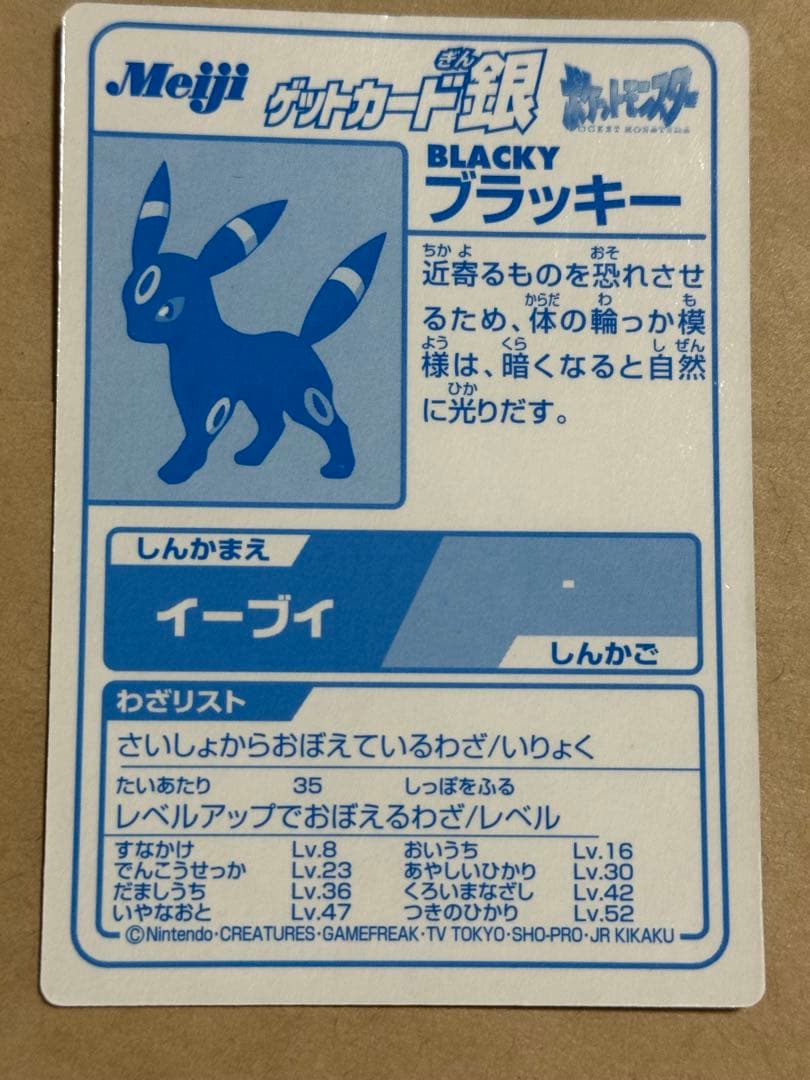 Meiji ゲットカード銀 ポケットモンスター
ぎん
POCKET MONSTERS
BLACKY
ブラッキー
ちかよ おそ
近寄るものを恐れさせ
からだ わ も
るため、体の輪っか模
よう くら しぜん
様は、暗くなると自然
ひか
に光りだす。
しんかまえ
イーブイ
-
しんかご
わざリスト
さいしょからおぼえているわざ/いりょく
たいあたり 35 しっぽをふる
レベルアップでおぼえるわざ/レベル
すなかけ Lv.8 おいうち Lv.16
でんこうせっか Lv.23 あやしいひかり Lv.30
だましうち Lv.36 くろいまなざし Lv.42
いやなおと Lv.47 つきのひかり Lv.52
©Nintendo・CREATURES・GAMEFREAK・TV TOKYO・SHO-PRO・JR KIKAKU